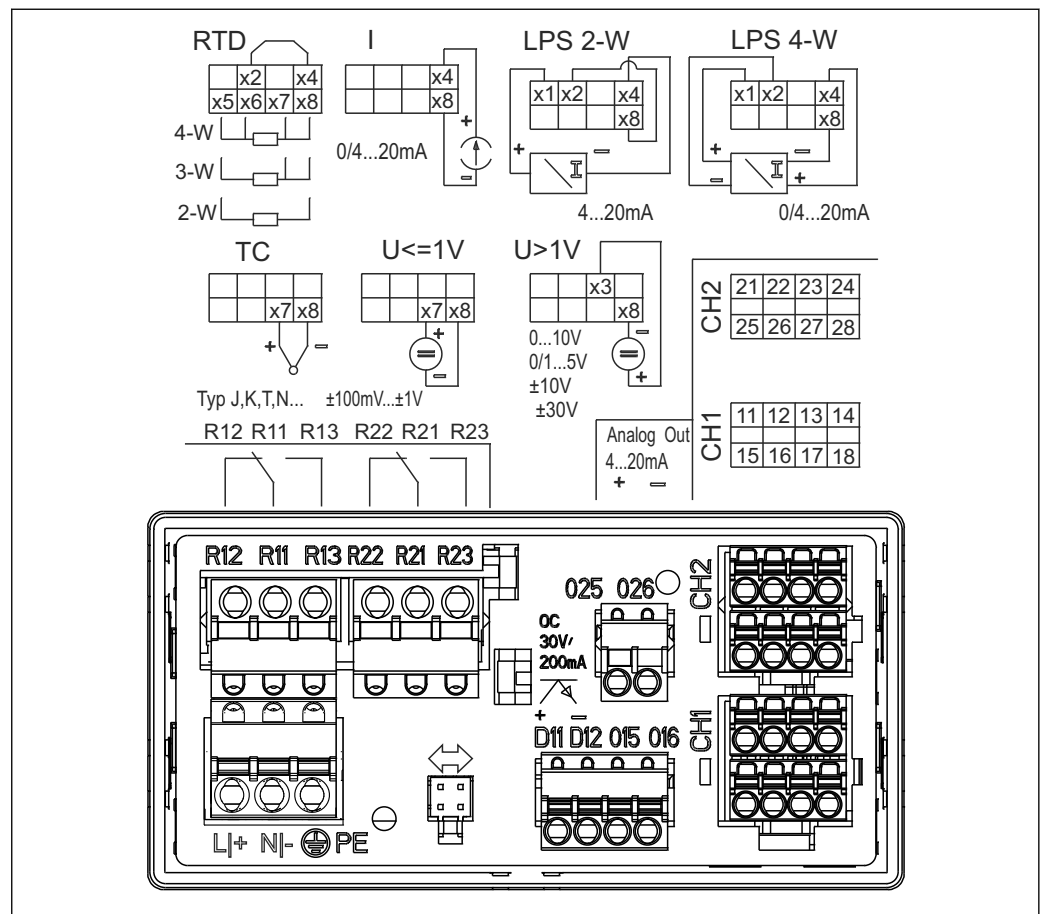 RTD I LPS 2-W LPS 4-W
x2 x4 x4 x1 x2 x4 x1 x2 x4
x5 x6 x7 x8 x8 x8 x8
4-W
3-W
2-W
0/4...20mA
+
-
+ -
I
4...20mA
+ -
- +
I
0/4...20mA
TC U<=1V U>1V
x7 x8
+ -
Typ J,K,T,N...
x7 x8
+
=
-
±100mV...±1V
x3
x8
-
=
+
0...10V
0/1...5V
±10V
±30V
CH2
21 22 23 24
25 26 27 28
CH1
11 12 13 14
15 16 17 18
R12 R11 R13 R22 R21 R23
Analog Out
4...20mA
+ -
R12 R11 R13 R22 R21 R23
O25 O26
OC
30V/
200mA
+ -
D11 D12 O15 O16
CH2
CH1
L|+ N|- PE